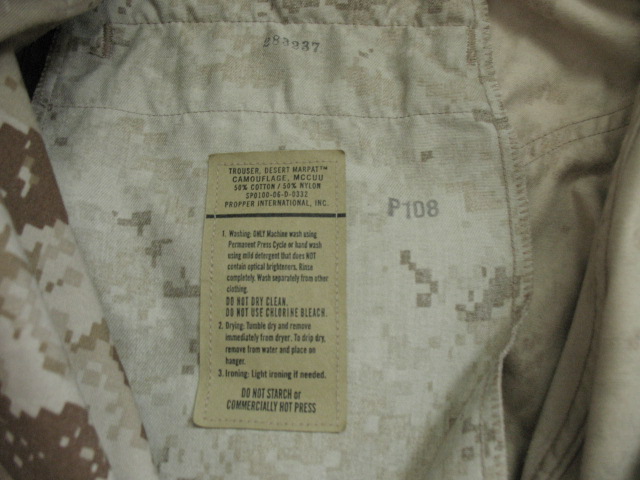 B83337
TROUSER, DESERT MARPAT™
CAMOUFLAGE, MCCUU
50% COTTON / 50% NYLON
SP0100-06-D-0332
PROPPER INTERNATIONAL, INC.
P108
1. Washing: ONLY Machine wash using
Permanent Press Cycle or hand wash
using mild detergent that does NOT
contain optical brighteners. Rinse
completely. Wash separately from other
clothing.
DO NOT DRY CLEAN.
DO NOT USE CHLORINE BLEACH.
2. Drying: Tumble dry and remove
immediately from dryer. To drip dry,
remove from water and place on
hanger.
3. Ironing: Light ironing if needed.
DO NOT STARCH or
COMMERCIALLY HOT PRESS